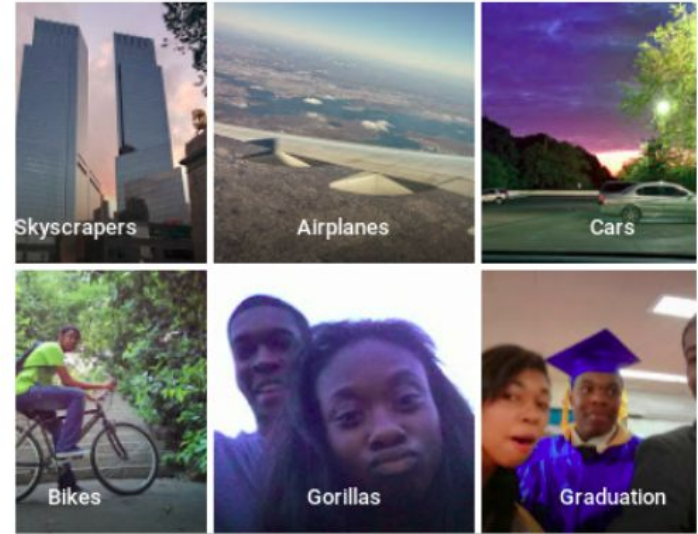 Skyscrapers
Airplanes
Cars
Bikes
Gorillas
Graduation